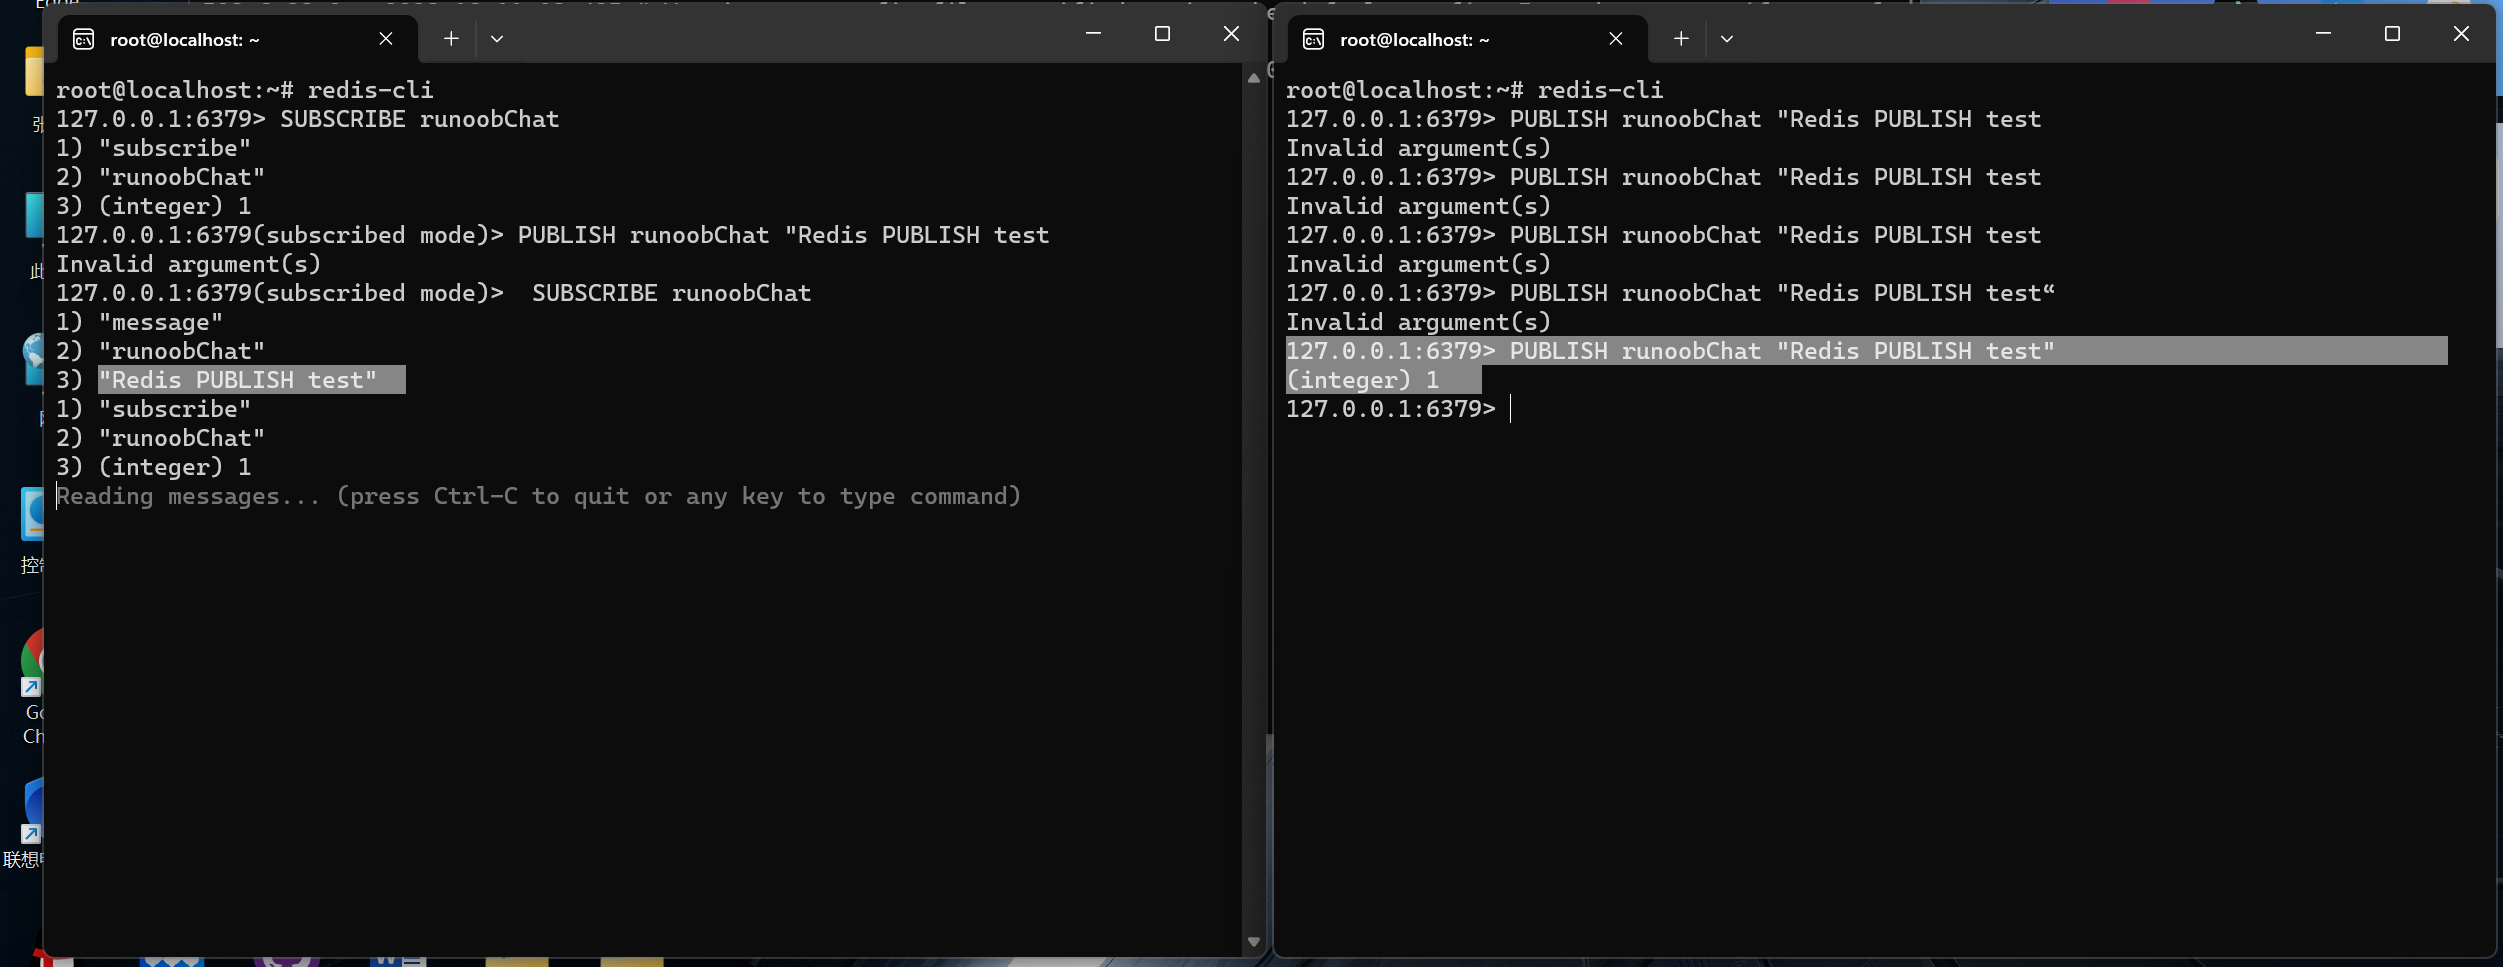 root@localhost: ~
root@localhost:~# redis-cli
127.0.0.1:6379> SUBSCRIBE runoobChat
1) "subscribe"
2) "runoobChat"
3) (integer) 1
127.0.0.1:6379(subscribed mode)> PUBLISH runoobChat "Redis PUBLISH test
Invalid argument(s)
127.0.0.1:6379(subscribed mode)>  SUBSCRIBE runoobChat
1) "message"
2) "runoobChat"
3) "Redis PUBLISH test"
1) "subscribe"
2) "runoobChat"
3) (integer) 1
Reading messages... (press Ctrl-C to quit or any key to type command)
root@localhost: ~
root@localhost:~# redis-cli
127.0.0.1:6379> PUBLISH runoobChat "Redis PUBLISH test
Invalid argument(s)
127.0.0.1:6379> PUBLISH runoobChat "Redis PUBLISH test
Invalid argument(s)
127.0.0.1:6379> PUBLISH runoobChat "Redis PUBLISH test
Invalid argument(s)
127.0.0.1:6379> PUBLISH runoobChat "Redis PUBLISH test“
Invalid argument(s)
127.0.0.1:6379> PUBLISH runoobChat "Redis PUBLISH test"
(integer) 1
127.0.0.1:6379>
联想